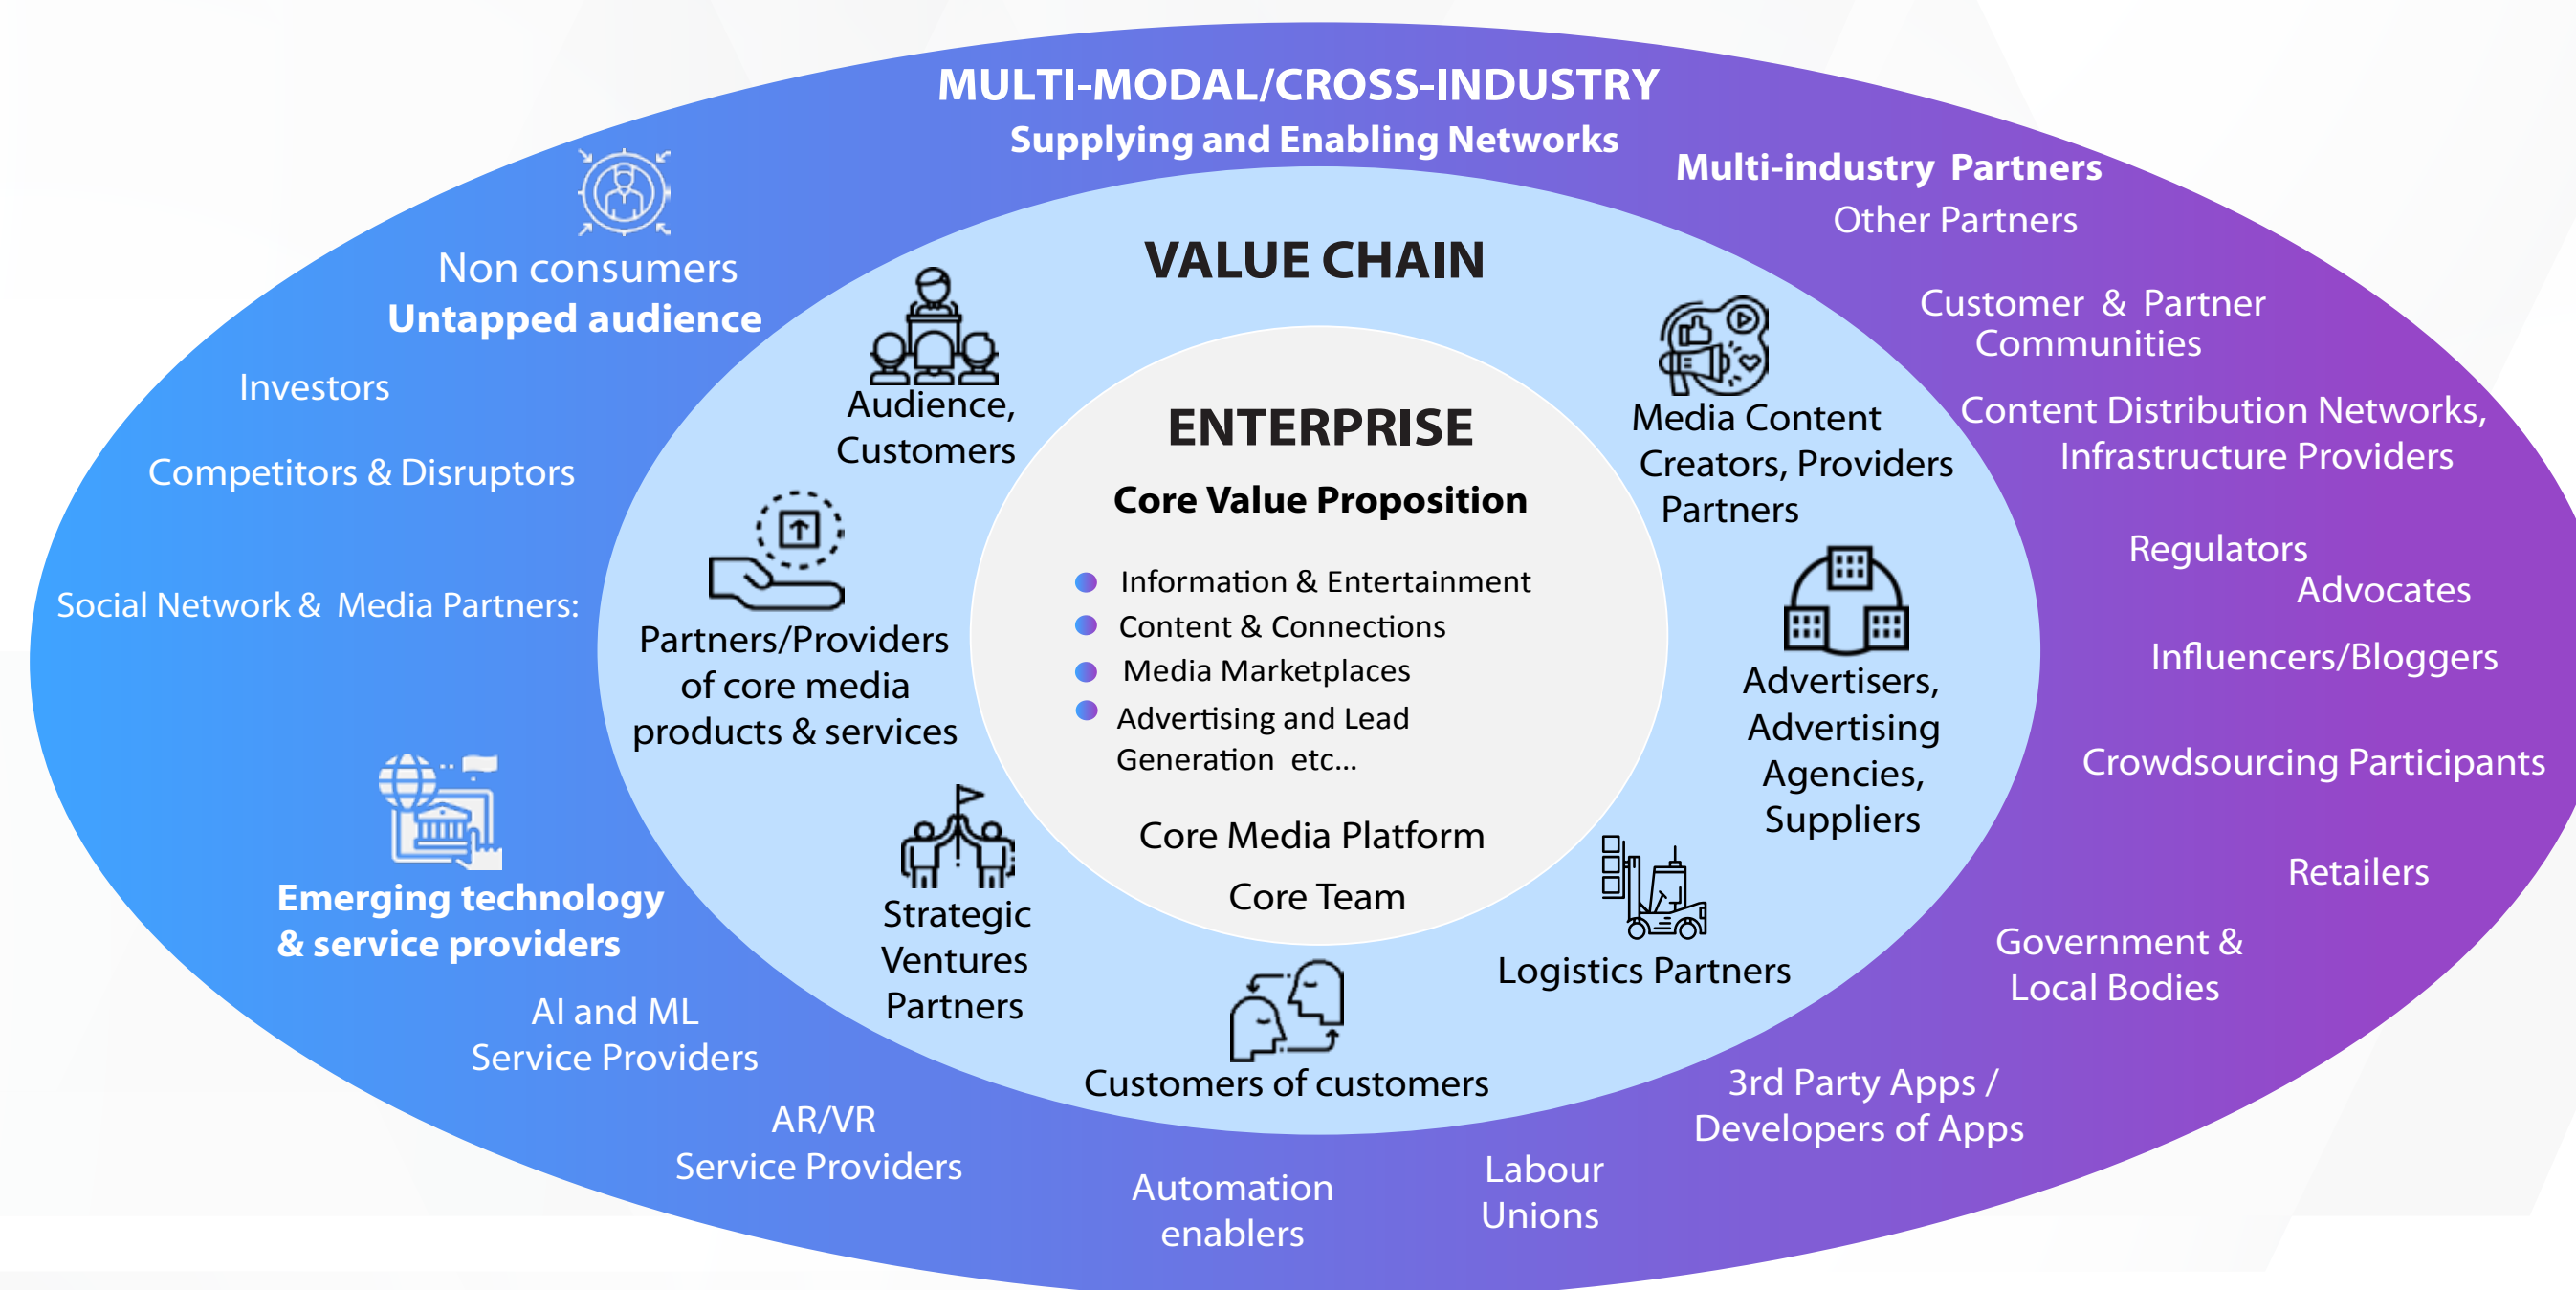 MULTI-MODAL/CROSS-INDUSTRY
Supplying and Enabling Networks
Multi-industry Partners
Other Partners
Customer & Partner
Communities
Content Distribution Networks,
Infrastructure Providers
Regulators
Advocates
Influencers/Bloggers
Crowdsourcing Participants
Retailers
Government &
Local Bodies
3rd Party Apps /
Developers of Apps
Labour
Unions
Automation
enablers
AR/VR
Service Providers
AI and ML
Service Providers
Emerging technology
& service providers
Social Network & Media Partners:
Competitors & Disruptors
Investors
Non consumers
Untapped audience
VALUE CHAIN
Audience,
Customers
Partners/Providers
of core media
products & services
Strategic
Ventures
Partners
Customers of customers
Logistics Partners
Advertisers,
Advertising
Agencies,
Suppliers
Media Content
Creators, Providers
Partners
ENTERPRISE
Core Value Proposition
Information & Entertainment
Content & Connections
Media Marketplaces
Advertising and Lead
Generation etc...
Core Media Platform
Core Team